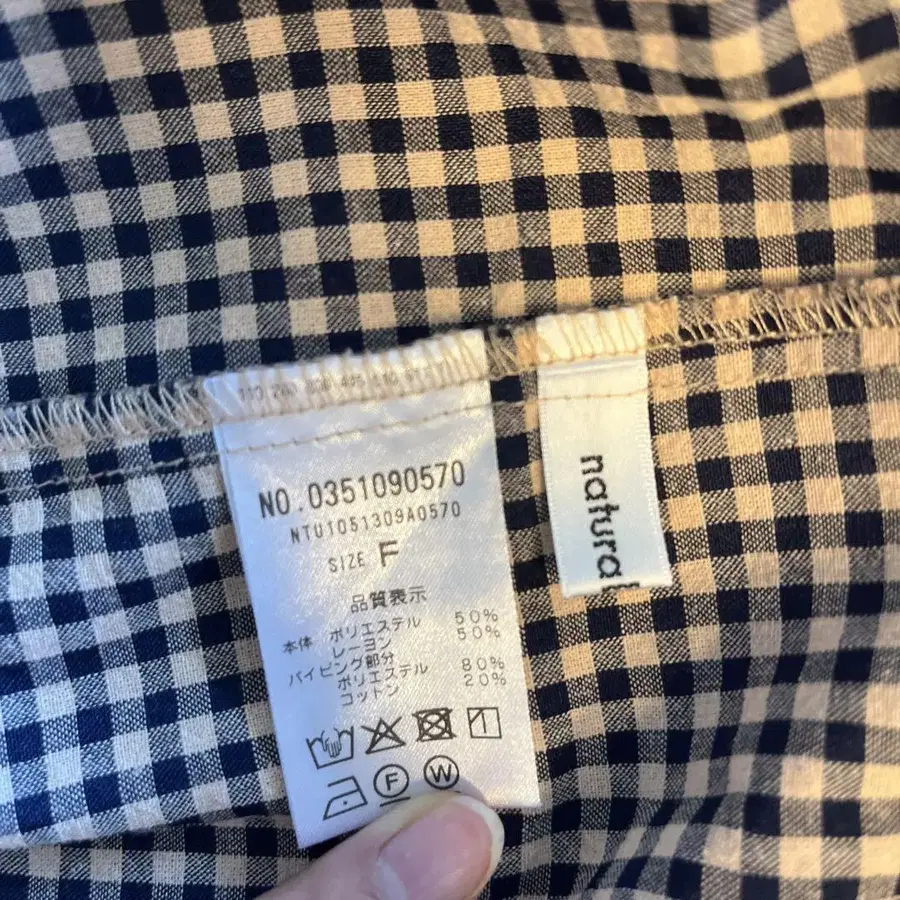 NO.0351090570
NTU1051309A0570
SIZE F
品質表示
本体 ポリエステル 50%
レーヨン 50%
パイピング部分
ポリエステル 80%
コットン 20%
F W
natural